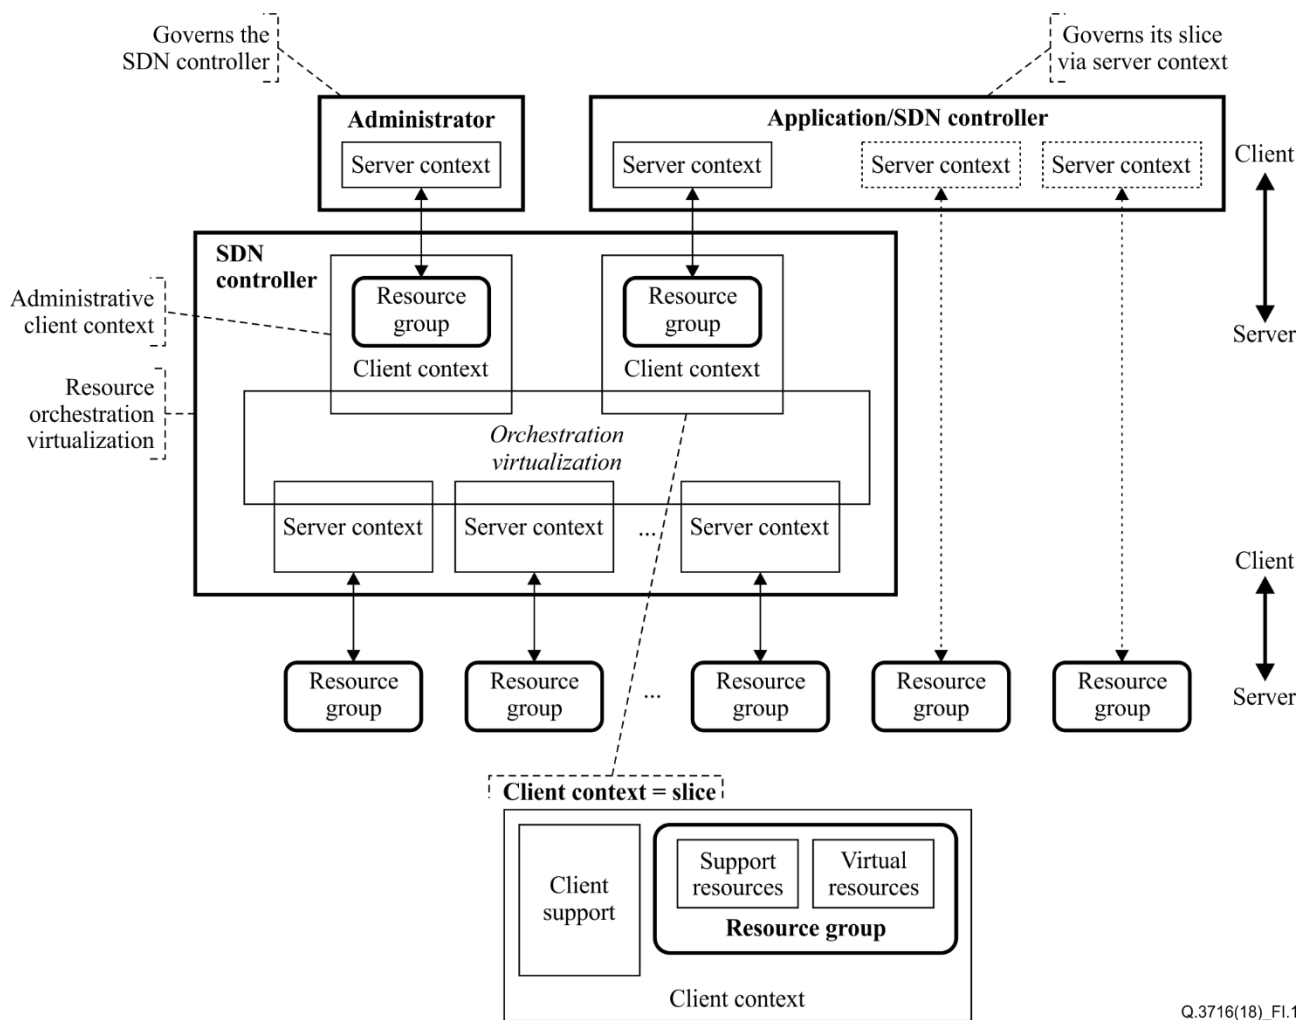 Governs the
SDN controller
Governs its slice
via server context
Administrator
Application/SDN controller
Server context
Server context
Server context
Server context
Client
SDN
controller
Resource
group
Resource
group
Administrative
client context
Client context
Client context
Server
Resource
orchestration
virtualization
Orchestration
virtualization
Server context
Server context
...
Server context
Client
Resource
group
Resource
group
...
Resource
group
Resource
group
Resource
group
Server
Client context = slice
Client
support
Support
resources
Virtual
resources
Resource group
Client context
Q.3716(18)_FI.1